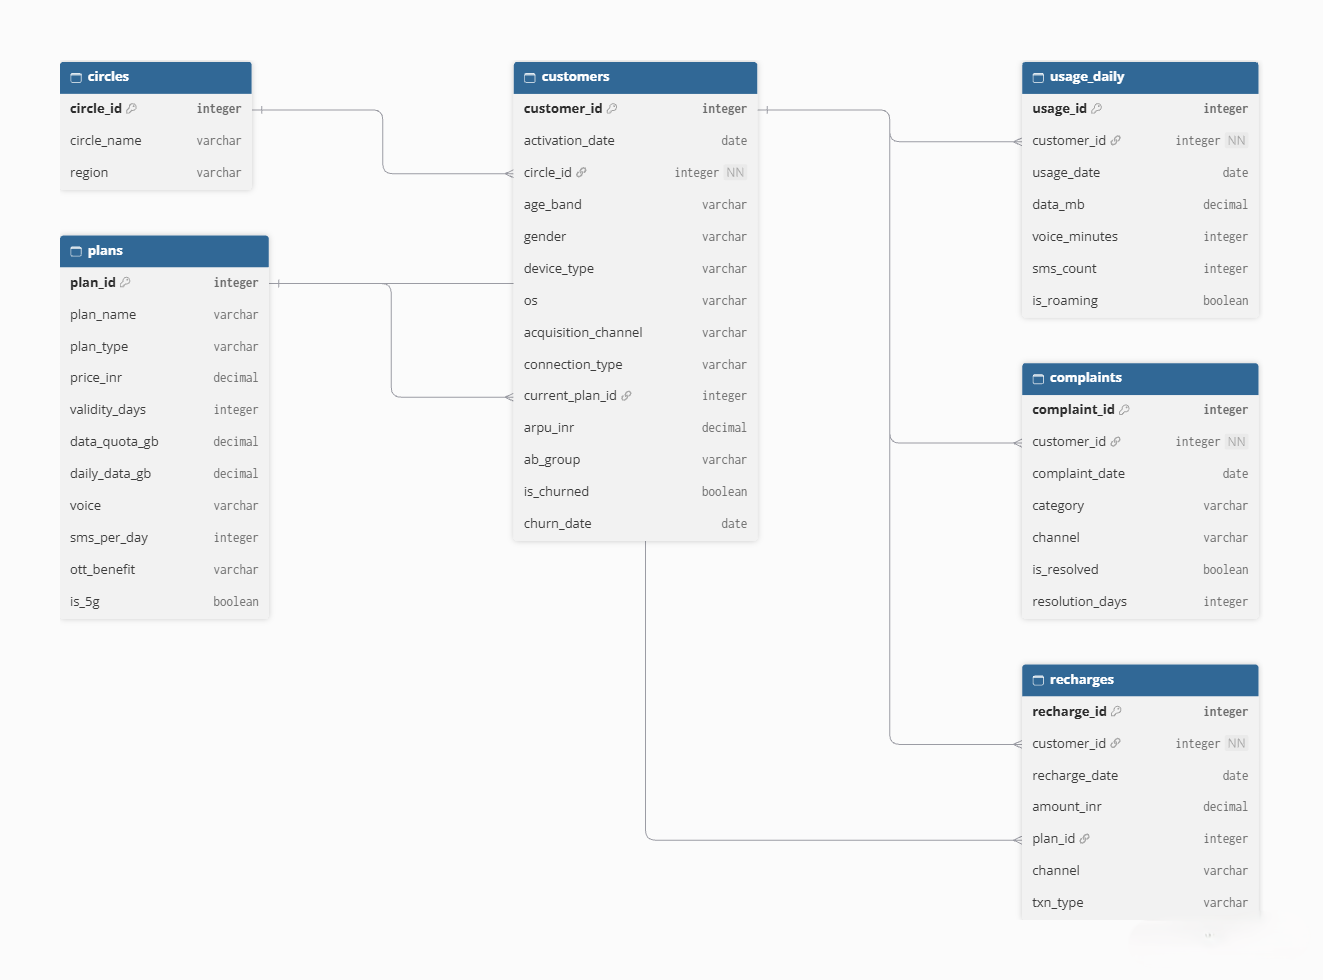 circles
circle_id integer
circle_name varchar
region varchar
plans
plan_id integer
plan_name varchar
plan_type varchar
price_inr decimal
validity_days integer
data_quota_gb decimal
daily_data_gb decimal
voice varchar
sms_per_day integer
ott_benefit varchar
is_5g boolean
customers
customer_id integer
activation_date date
circle_id integer NN
age_band varchar
gender varchar
device_type varchar
os varchar
acquisition_channel varchar
connection_type varchar
current_plan_id integer
arpu_inr decimal
ab_group varchar
is_churned boolean
churn_date date
usage_daily
usage_id integer
customer_id integer NN
usage_date date
data_mb decimal
voice_minutes integer
sms_count integer
is_roaming boolean
complaints
complaint_id integer
customer_id integer NN
complaint_date date
category varchar
channel varchar
is_resolved boolean
resolution_days integer
recharges
recharge_id integer
customer_id integer NN
recharge_date date
amount_inr decimal
plan_id integer
channel varchar
txn_type varchar